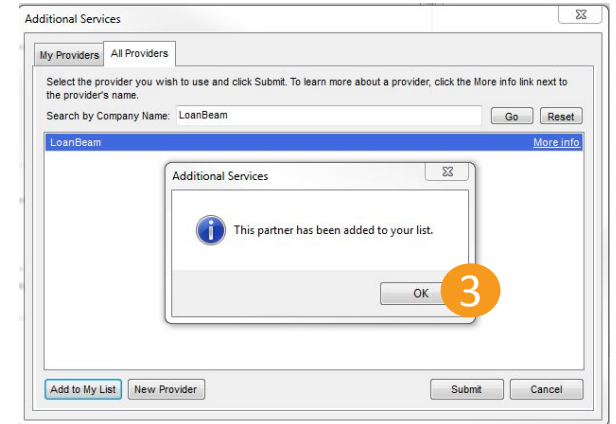 Additional Services
My Providers All Providers
Select the provider you wish to use and click Submit. To learn more about a provider, click the More info link next to
the provider's name.
Search by Company Name: LoanBeam Go Reset
LoanBeam More info
Additional Services
This partner has been added to your list.
OK 3
Add to My List New Provider Submit Cancel